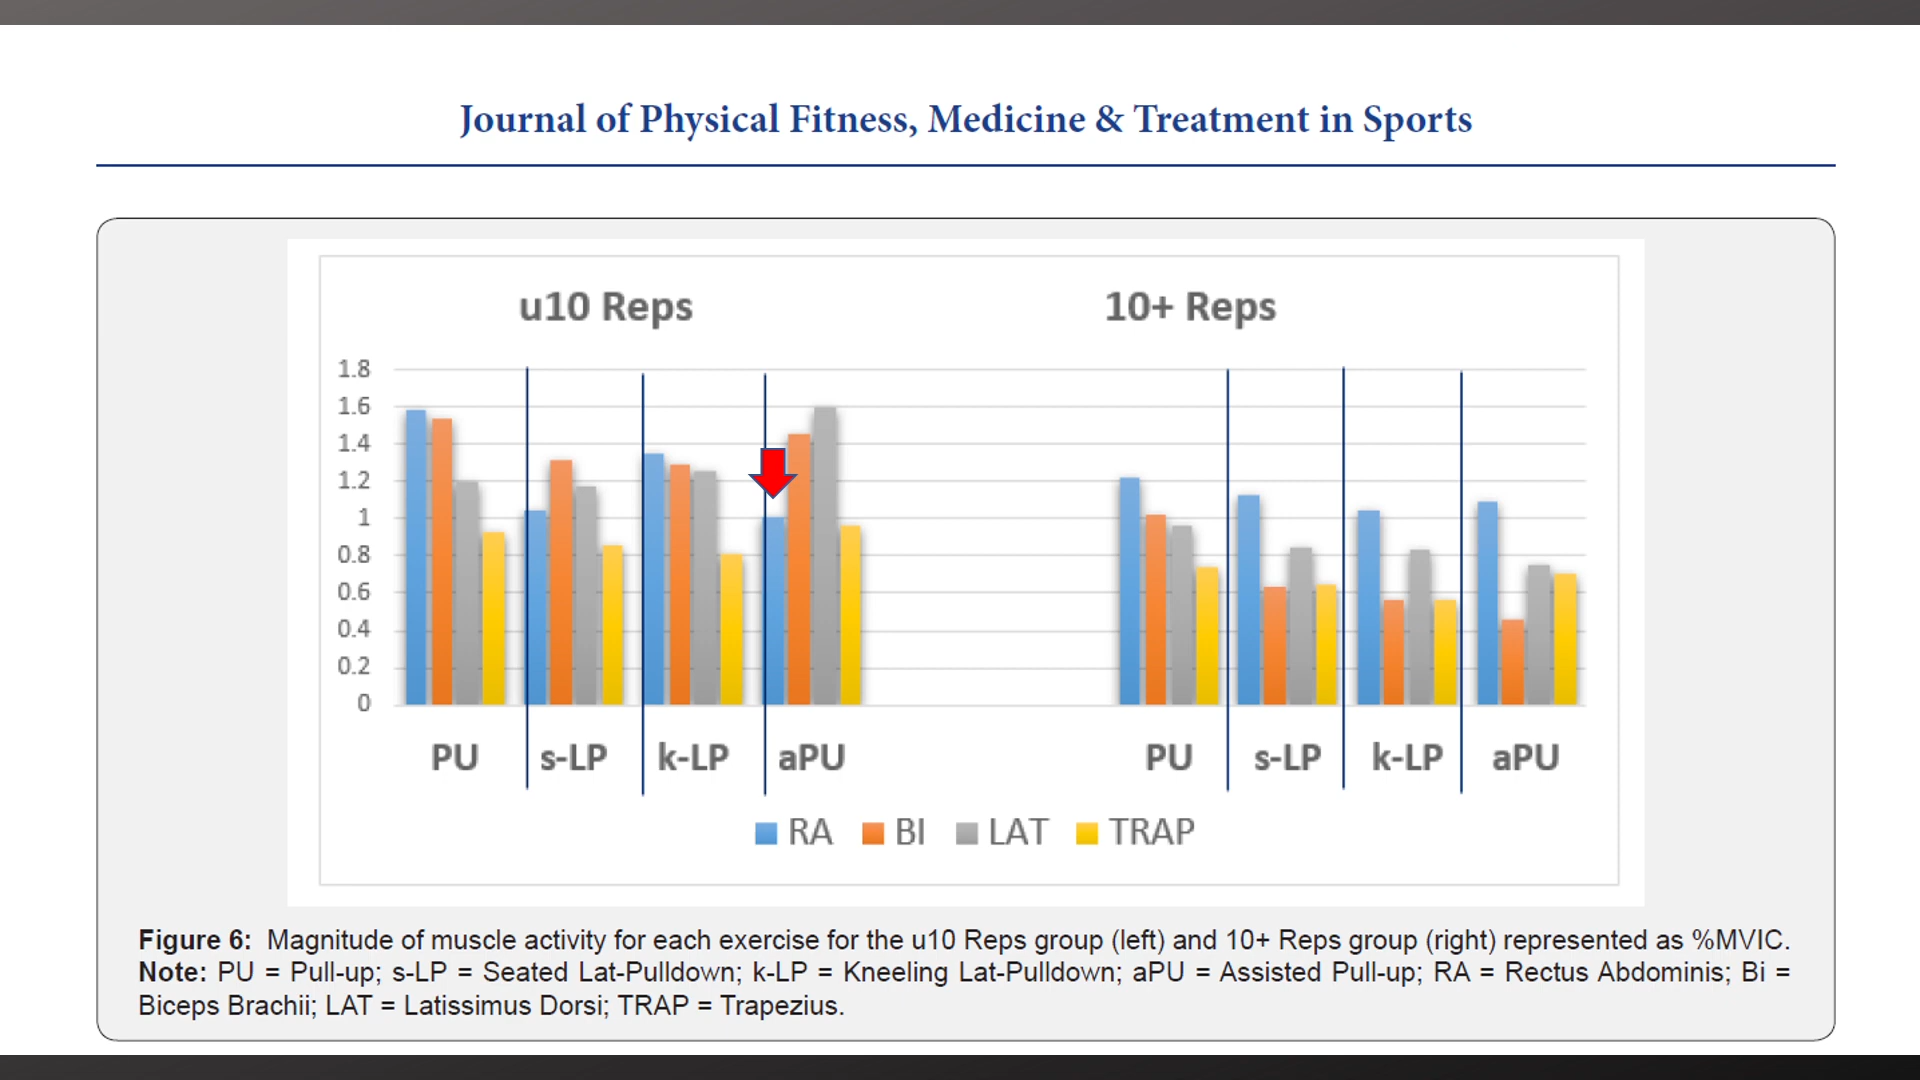 Journal of Physical Fitness, Medicine & Treatment in Sports
u10 Reps
10+ Reps
1.8
1.6
1.4
1.2
1
0.8
0.6
0.4
0.2
0
PU s-LP k-LP aPU PU s-LP k-LP aPU
RA BI LAT TRAP
Figure 6: Magnitude of muscle activity for each exercise for the u10 Reps group (left) and 10+ Reps group (right) represented as %MVIC.
Note: PU = Pull-up; s-LP = Seated Lat-Pulldown; k-LP = Kneeling Lat-Pulldown; aPU = Assisted Pull-up; RA = Rectus Abdominis; Bi =
Biceps Brachii; LAT = Latissimus Dorsi; TRAP = Trapezius.